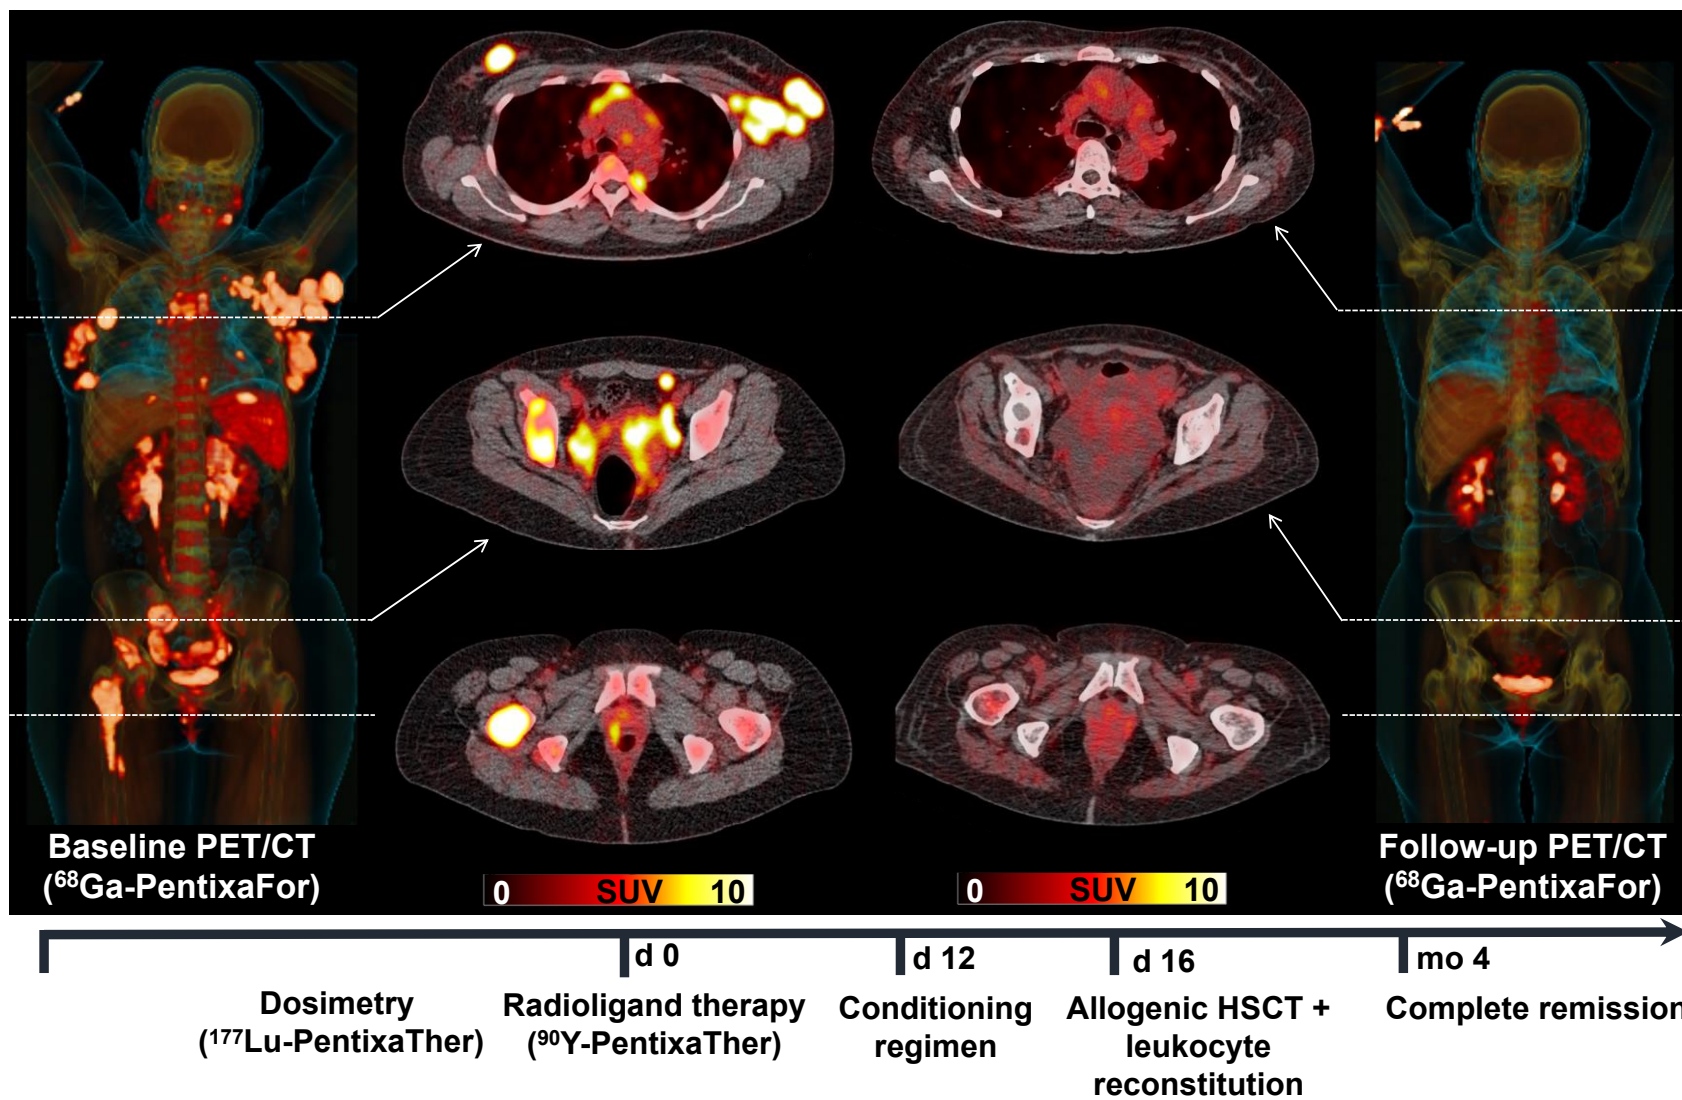 Baseline PET/CT
(⁶⁸Ga-PentixaFor)
0 SUV 10
0 SUV 10
Follow-up PET/CT
(⁶⁸Ga-PentixaFor)
d 0
d 12
d 16
mo 4
Dosimetry
(¹⁷⁷Lu-PentixaTher)
Radioligand therapy
(⁹⁰Y-PentixaTher)
Conditioning
regimen
Allogenic HSCT +
leukocyte
reconstitution
Complete remission